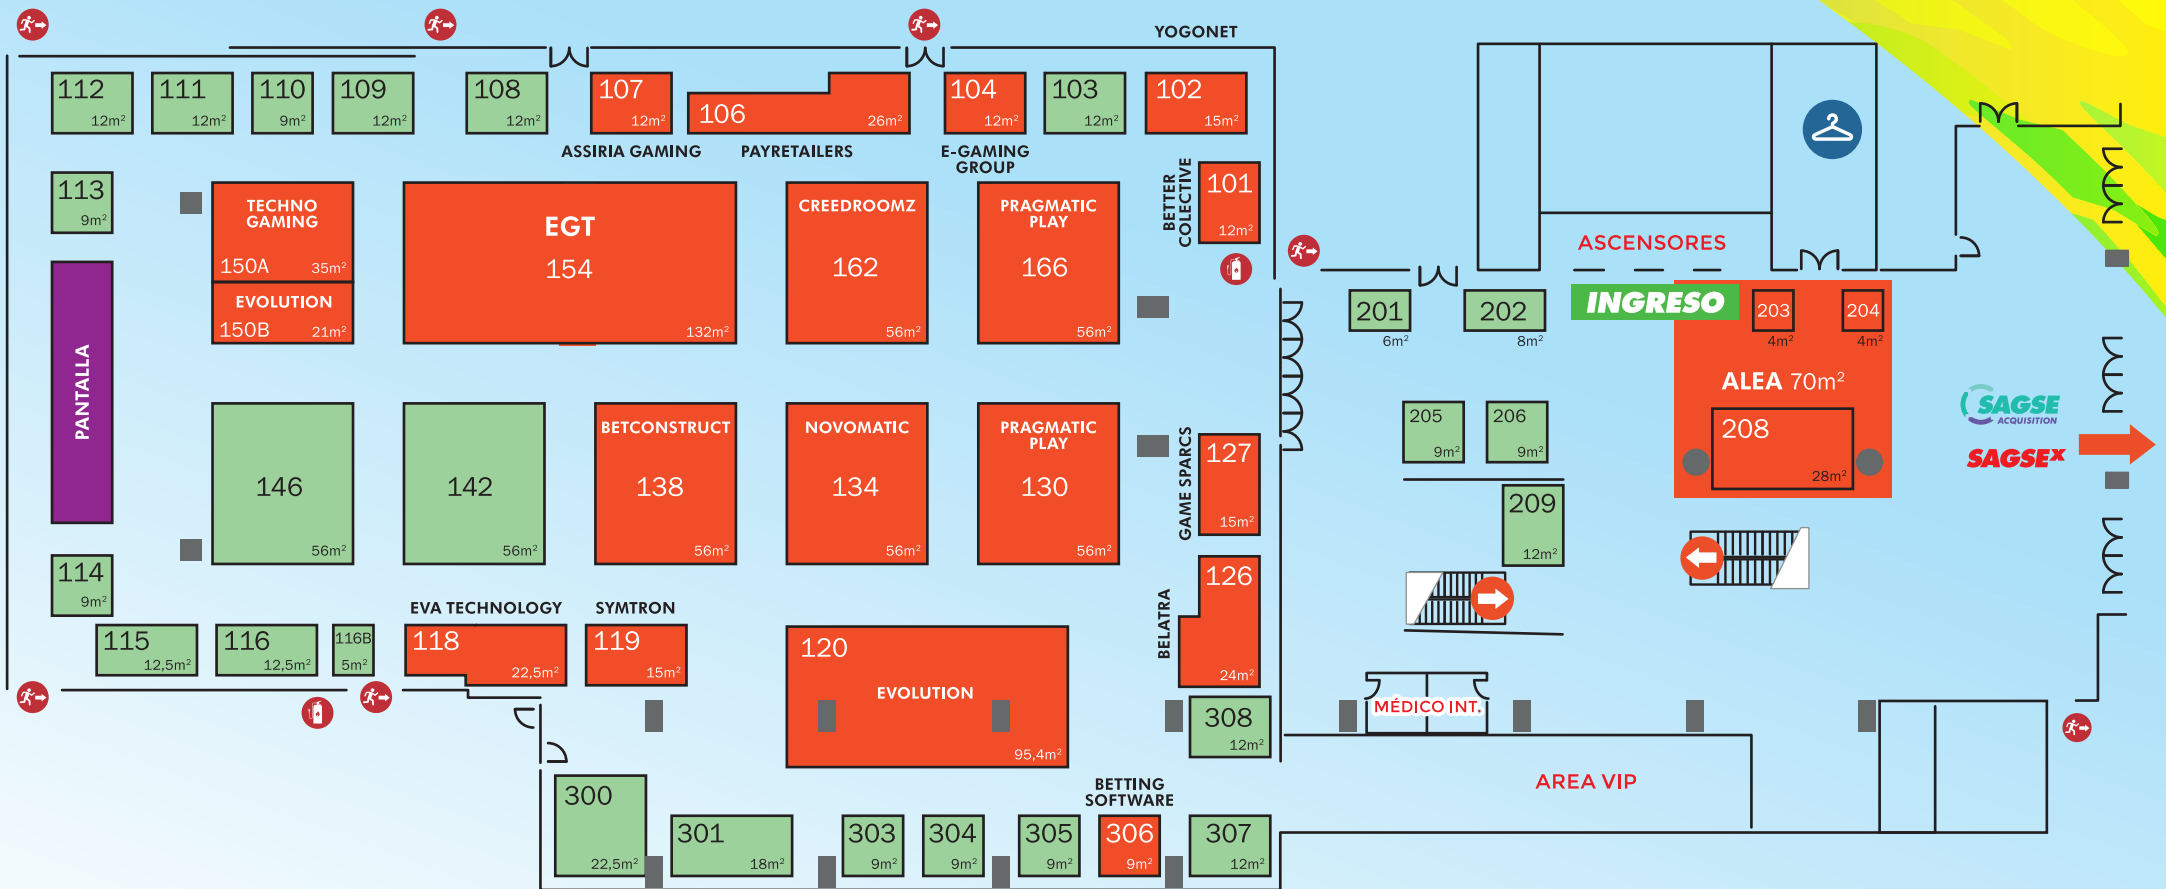 YOGONET
112
12m²
111
12m²
110
9m²
109
12m²
108
12m²
107
12m²
106
26m²
104
12m²
103
12m²
102
15m²
ASSIRIA GAMING
PAYRETAILERS
E-GAMING
GROUP
113
9m²
TECHNO
GAMING
150A
35m²
EVOLUTION
150B
21m²
EGT
154
132m²
CREEDROOMZ
162
56m²
PRAGMATIC
PLAY
166
56m²
BETTER
COLECTIVE
101
12m²
ASCENSORES
INGRESO
201
6m²
202
8m²
203
4m²
204
4m²
ALEA 70m²
208
28m²
205
9m²
206
9m²
209
12m²
SAGSE
ACQUISITION
SAGSEX
PANTALLA
146
56m²
142
56m²
BETCONSTRUCT
138
56m²
NOVOMATIC
134
56m²
PRAGMATIC
PLAY
130
56m²
GAME SPARCS
127
15m²
114
9m²
115
12,5m²
116
12,5m²
116B
5m²
EVA TECHNOLOGY
118
22,5m²
SYMTRON
119
15m²
120
EVOLUTION
95,4m²
BELATRA
126
24m²
308
12m²
MÉDICO INT.
AREA VIP
300
22,5m²
301
18m²
303
9m²
304
9m²
305
9m²
BETTING
SOFTWARE
306
9m²
307
12m²